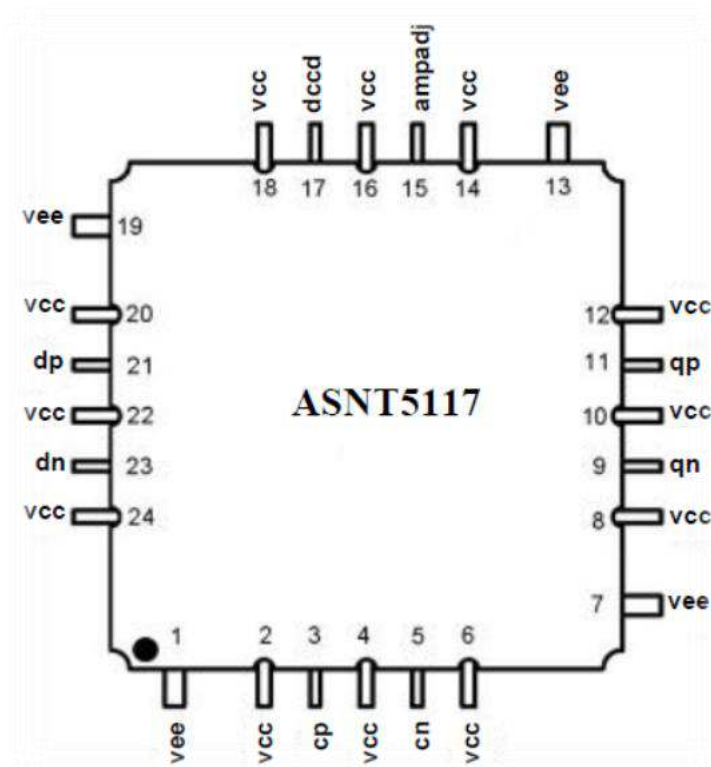 vcc dccd vcc ampadj vcc vee
18 17 16 15 14 13
vee 19
vcc 20 12 vcc
dp 21 11 qp
ASNT5117
vcc 22 10 vcc
dn 23 9 qn
vcc 24 8 vcc
7 vee
1 2 3 4 5 6
vee vcc cp vcc cn vcc